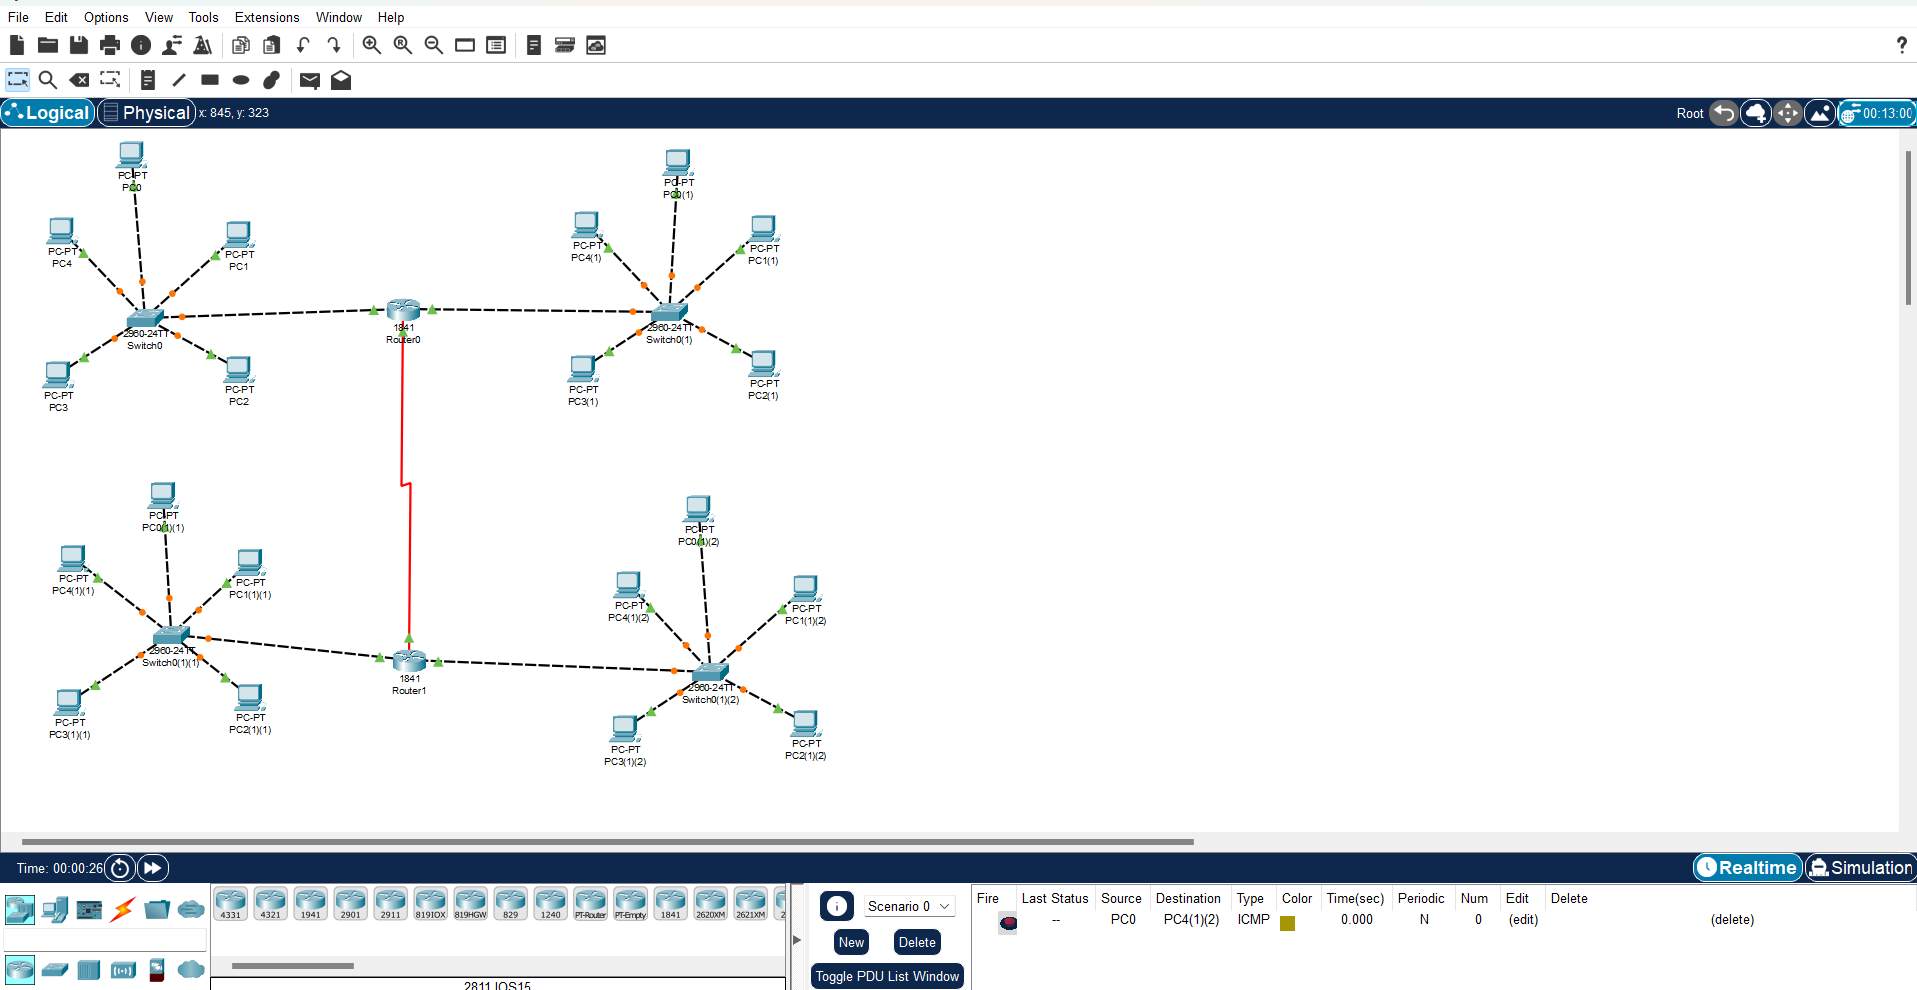 File Edit Options View Tools Extensions Window Help
?
Logical Physical x: 845, y: 323 Root 00:13:00
PC-PT
PC0
PC-PT
PC0(1)
PC-PT
PC4
PC-PT
PC1
PC-PT
PC4(1)
PC-PT
PC1(1)
2960-24TT
Switch0
1841
Router0
2960-24TT
Switch0(1)
PC-PT
PC3
PC-PT
PC2
PC-PT
PC3(1)
PC-PT
PC2(1)
PC-PT
PC0(1)(1)
PC-PT
PC0(1)(2)
PC-PT
PC4(1)(1)
PC-PT
PC1(1)(1)
PC-PT
PC4(1)(2)
PC-PT
PC1(1)(2)
2960-24TT
Switch0(1)(1)
1841
Router1
2960-24TT
Switch0(1)(2)
PC-PT
PC3(1)(1)
PC-PT
PC2(1)(1)
PC-PT
PC3(1)(2)
PC-PT
PC2(1)(2)
Time: 00:00:26 Realtime Simulation
4331 4321 1941 2901 2911 819IOX 819HGW 829 1240 PT-Router PT-Empty 1841 2620XM 2621XM 2
2811 IOS15
Scenario 0
New Delete
Toggle PDU List Window
Fire Last Status Source Destination Type Color Time(sec) Periodic Num Edit Delete
-- PC0 PC4(1)(2) ICMP 0.000 N 0 (edit) (delete)